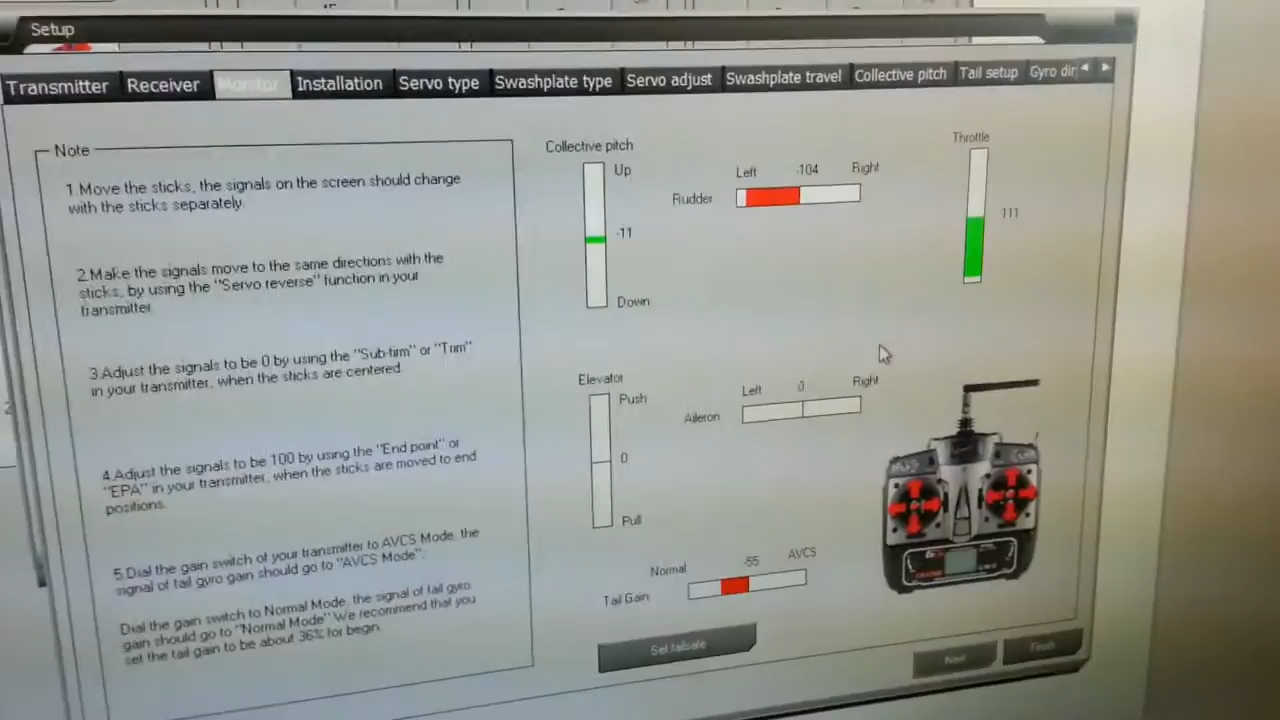 Setup
Transmitter Receiver Monitor Installation Servo type Swashplate type Servo adjust Swashplate travel Collective pitch Tail setup Gyro dir
Note
1.Move the sticks, the signals on the screen should change
with the sticks separately.
2.Make the signals move to the same directions with the
sticks, by using the "Servo reverse" function in your
transmitter.
3.Adjust the signals to be 0 by using the "Sub-tirm" or "Trim"
in your transmitter, when the sticks are centered.
4.Adjust the signals to be 100 by using the "End point" or
"EPA" in your transmitter, when the sticks are moved to end
positions.
5.Dial the gain switch of your transmitter to AVCS Mode, the
signal of tail gyro gain should go to "AVCS Mode".
Dial the gain switch to Normal Mode, the signal of tail gyro
gain should go to "Normal Mode".We recommend that you
set the tail gain to be about 36% for begin.
Collective pitch
Up
-11
Down
Left -104 Right
Rudder
Throttle
111
Elevator
Push
0
Pull
Left 0 Right
Aileron
Normal -55 AVCS
Tail Gain
Set failsafe
Next Finish